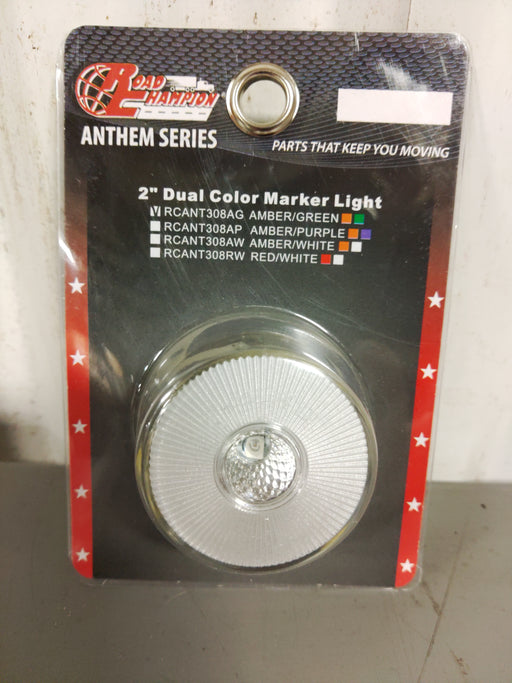 ROAD
CHAMPION
ANTHEM SERIES
PARTS THAT KEEP YOU MOVING
2" Dual Color Marker Light
RCANT308AG AMBER/GREEN
RCANT308AP AMBER/PURPLE
RCANT308AW AMBER/WHITE
RCANT308RW RED/WHITE